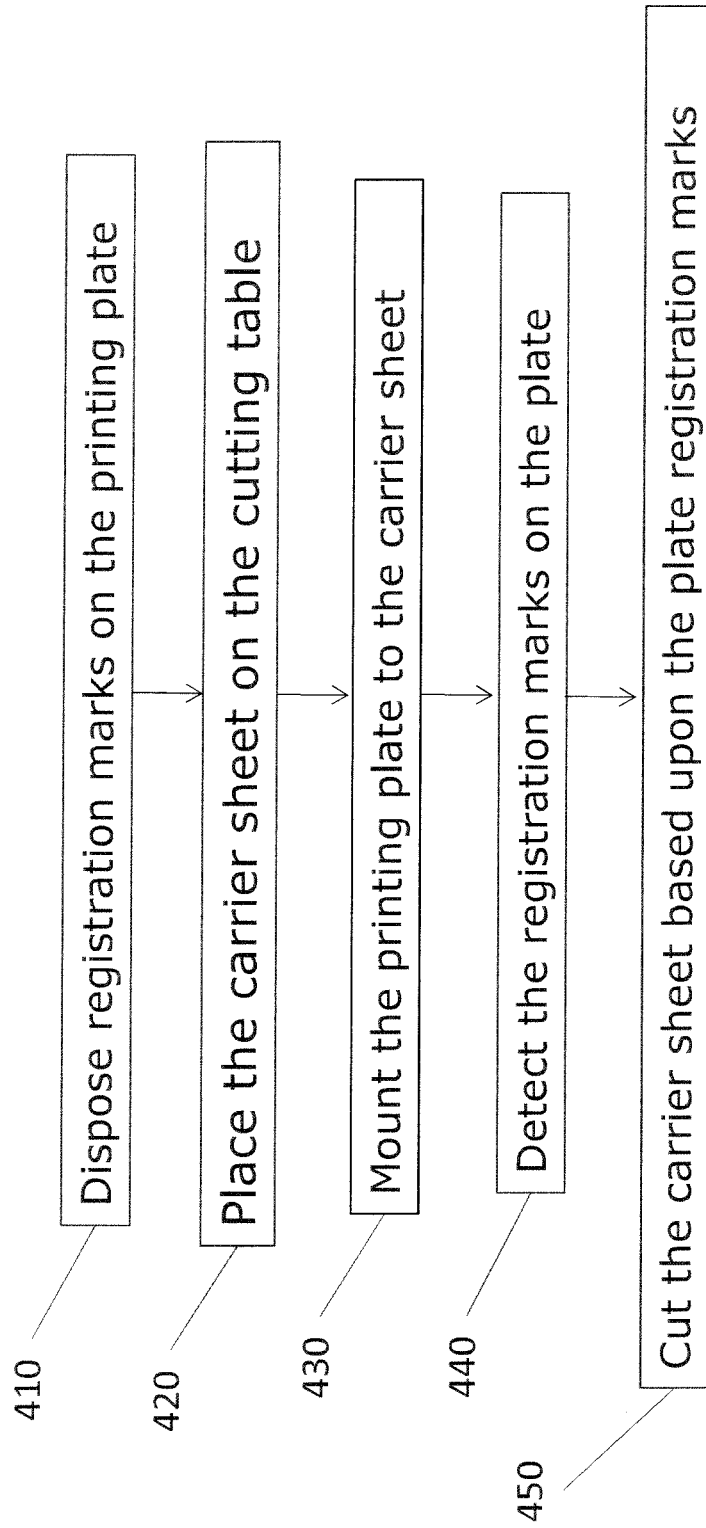 410
Dispose registration marks on the printing plate
420
Place the carrier sheet on the cutting table
430
Mount the printing plate to the carrier sheet
440
Detect the registration marks on the plate
450
Cut the carrier sheet based upon the plate registration marks